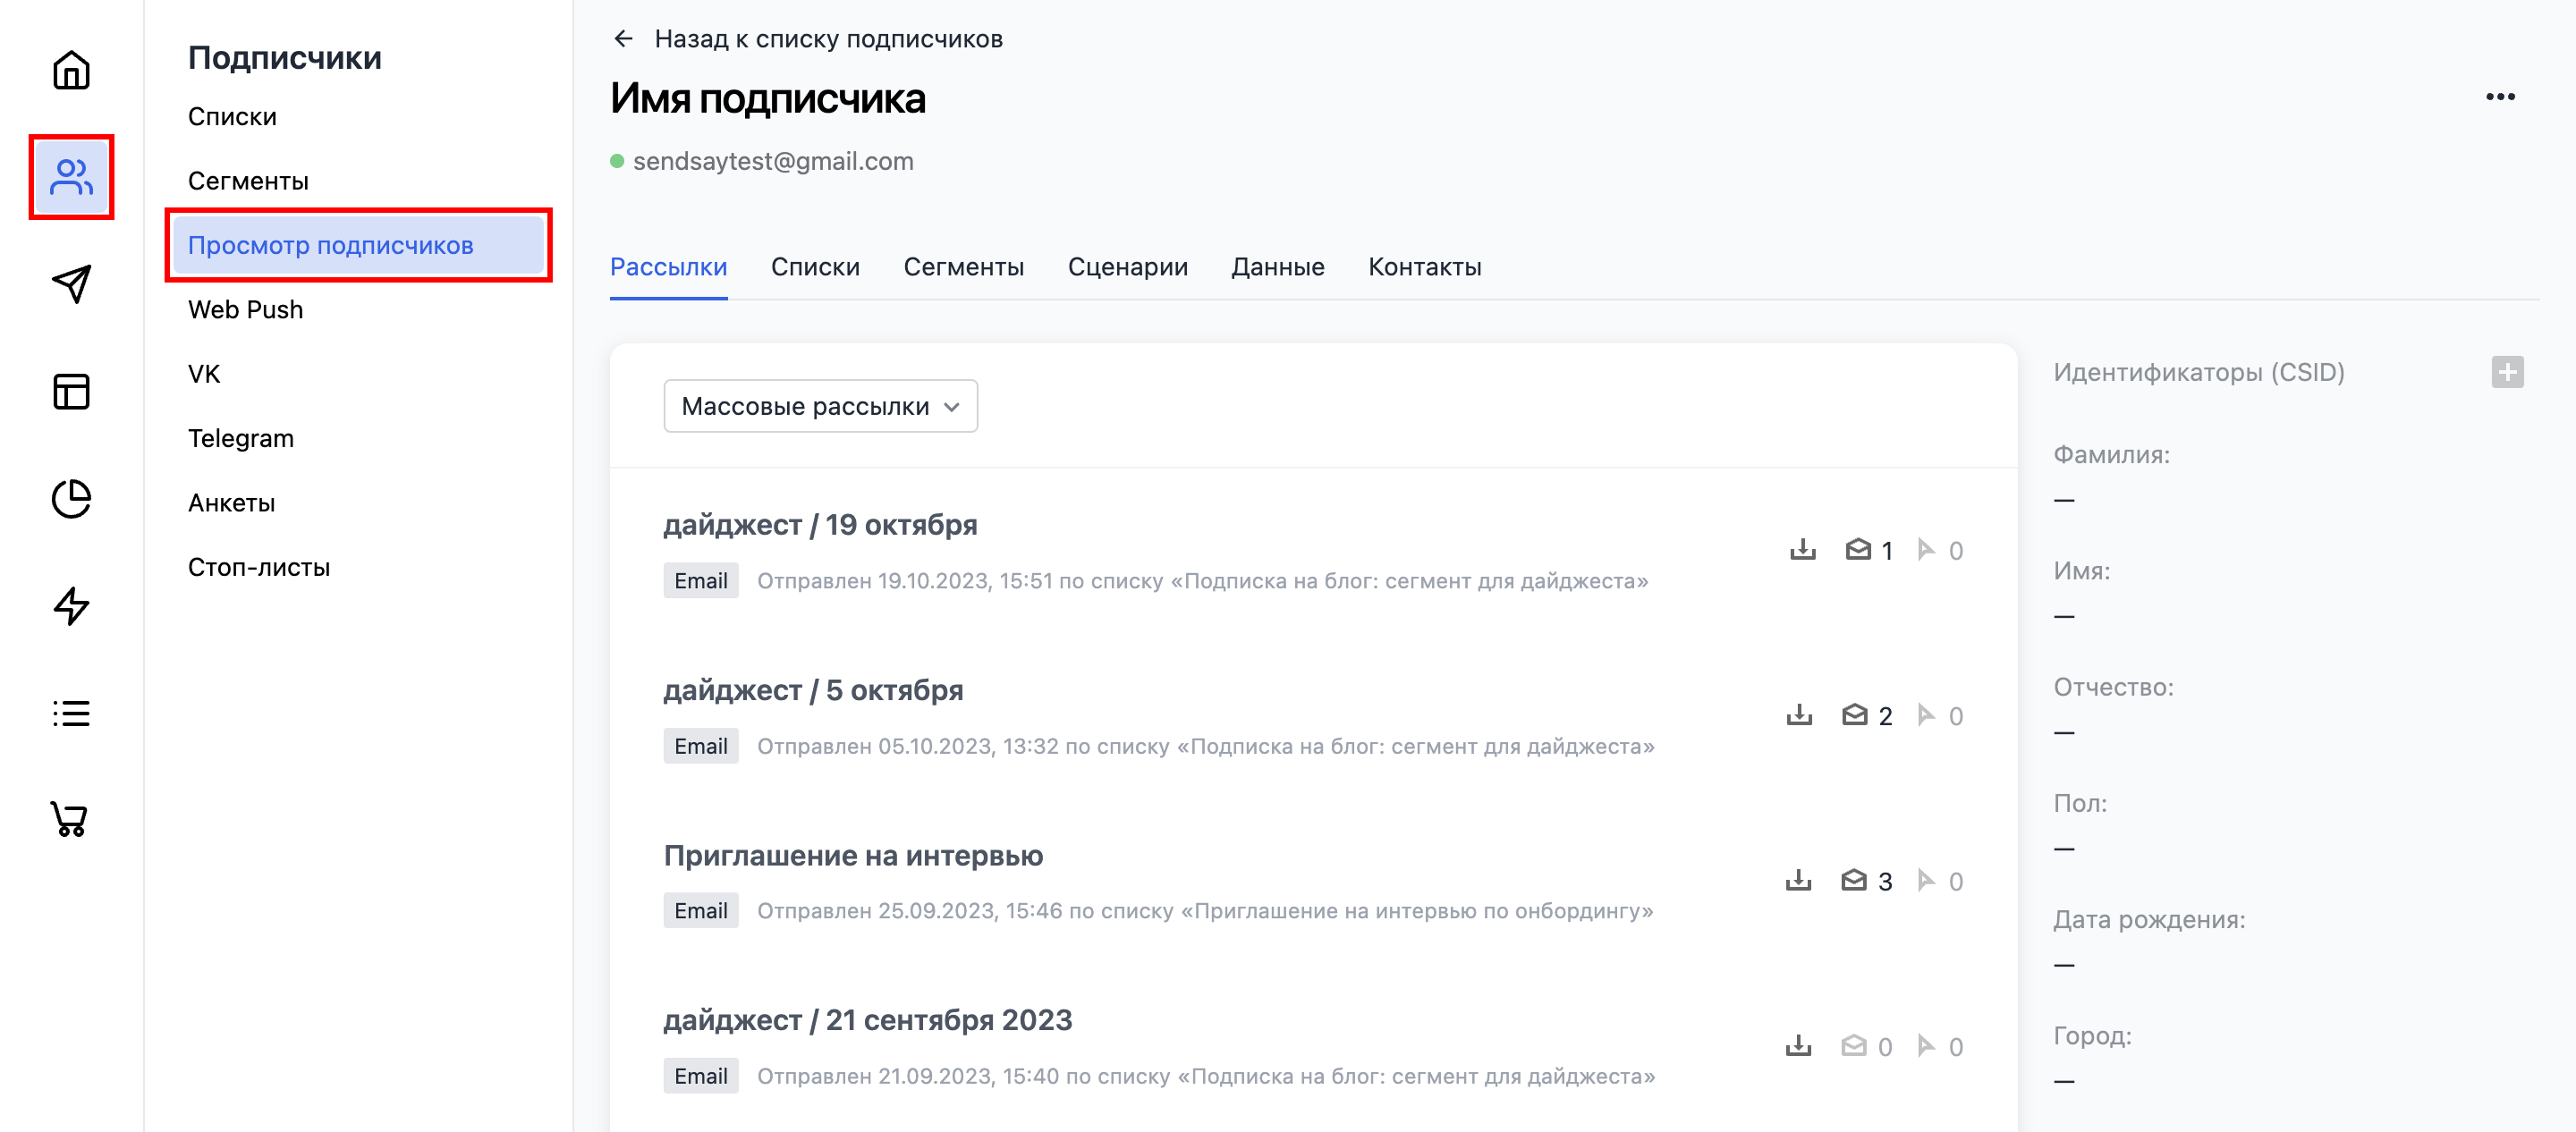 Подписчики
Списки
Сегменты
Просмотр подписчиков
Web Push
VK
Telegram
Анкеты
Стоп-листы
Назад к списку подписчиков
Имя подписчика
sendsaytest@gmail.com
Рассылки Списки Сегменты Сценарии Данные Контакты
Массовые рассылки
дайджест / 19 октября
Email Отправлен 19.10.2023, 15:51 по списку «Подписка на блог: сегмент для дайджеста»
1 0
дайджест / 5 октября
Email Отправлен 05.10.2023, 13:32 по списку «Подписка на блог: сегмент для дайджеста»
2 0
Приглашение на интервью
Email Отправлен 25.09.2023, 15:46 по списку «Приглашение на интервью по онбордингу»
3 0
дайджест / 21 сентября 2023
Email Отправлен 21.09.2023, 15:40 по списку «Подписка на блог: сегмент для дайджеста»
0 0
Идентификаторы (CSID)
Фамилия:
—
Имя:
—
Отчество:
—
Пол:
—
Дата рождения:
—
Город:
—